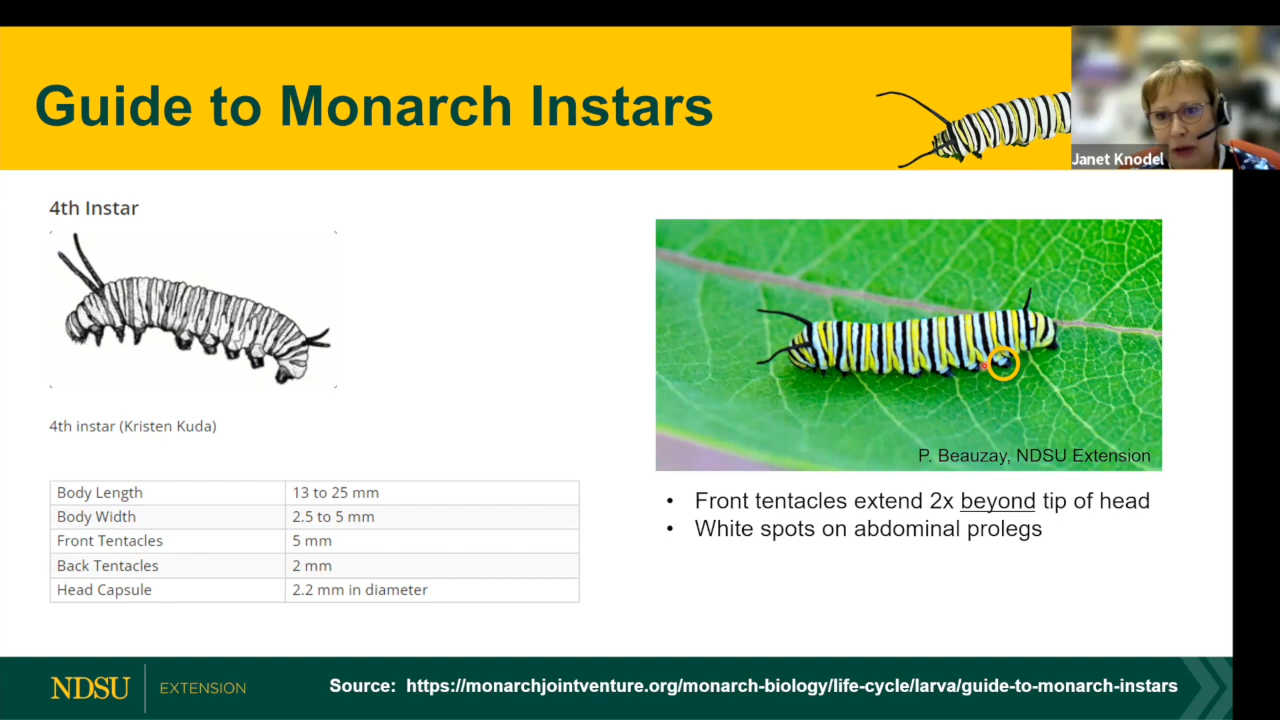 Guide to Monarch Instars
Janet Knodel
4th Instar
4th instar (Kristen Kuda)
Body Length 13 to 25 mm
Body Width 2.5 to 5 mm
Front Tentacles 5 mm
Back Tentacles 2 mm
Head Capsule 2.2 mm in diameter
P. Beauzay, NDSU Extension
• Front tentacles extend 2x beyond tip of head
• White spots on abdominal prolegs
NDSU EXTENSION
Source: https://monarchjointventure.org/monarch-biology/life-cycle/larva/guide-to-monarch-instars